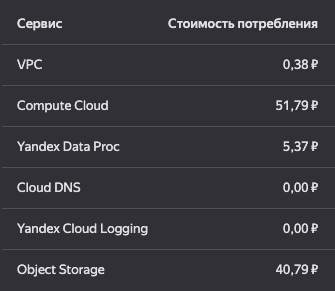 Сервис Стоимость потребления
VPC 0,38 ₽
Compute Cloud 51,79 ₽
Yandex Data Proc 5,37 ₽
Cloud DNS 0,00 ₽
Yandex Cloud Logging 0,00 ₽
Object Storage 40,79 ₽